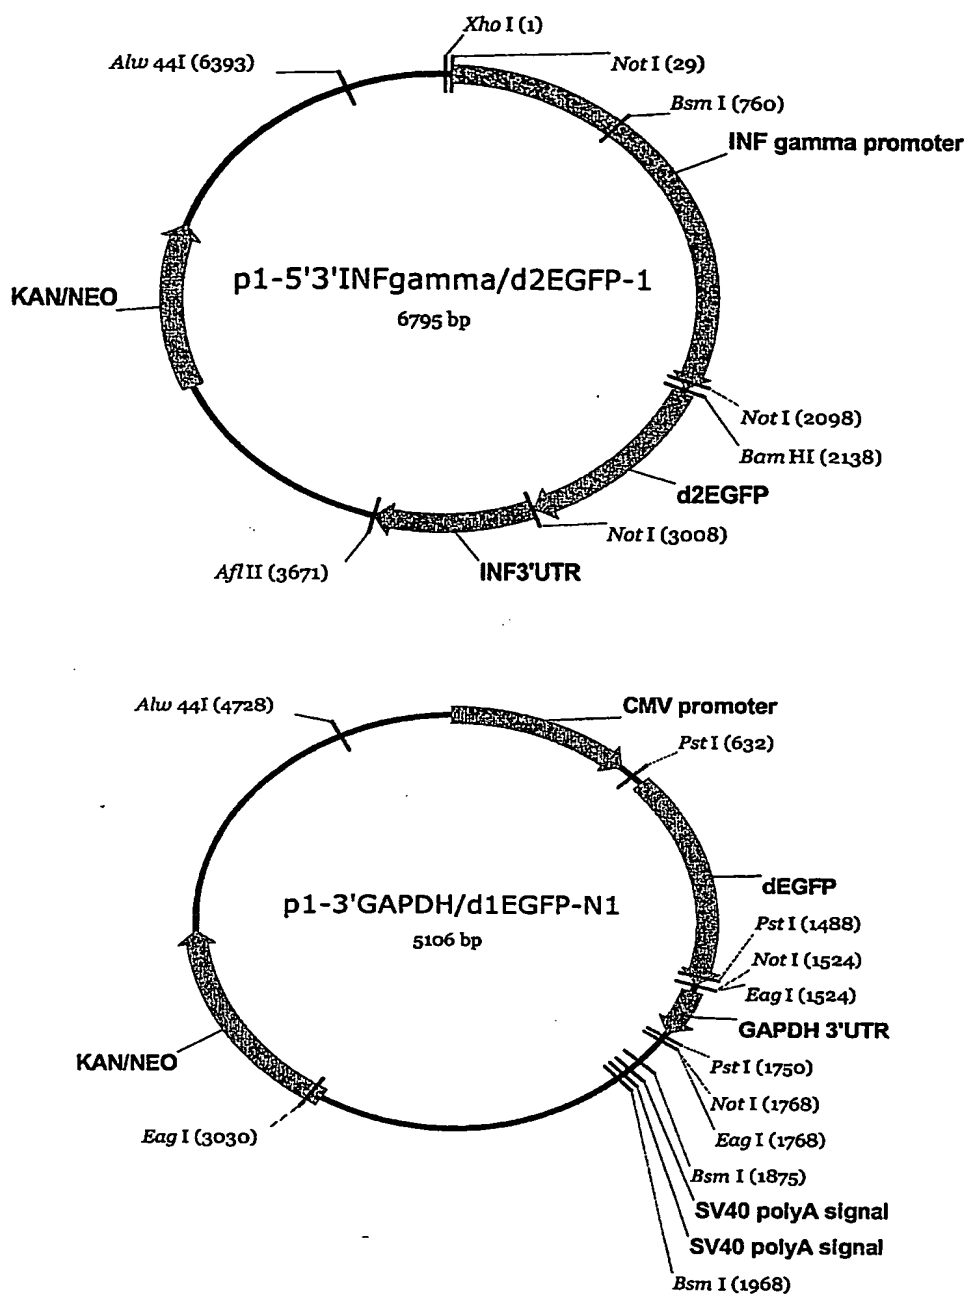 Xho I (1)
Alw 44I (6393)
Not I (29)
Bsm I (760)
INF gamma promoter
p1-5'3'INFgamma/d2EGFP-1
KAN/NEO
6795 bp
Not I (2098)
Bam HI (2138)
d2EGFP
Not I (3008)
Afl II (3671)
INF3'UTR
Alw 44I (4728)
CMV promoter
Pst I (632)
dEGFP
p1-3'GAPDH/d1EGFP-N1
5106 bp
Pst I (1488)
Not I (1524)
Eag I (1524)
GAPDH 3'UTR
KAN/NEO
Pst I (1750)
Not I (1768)
Eag I (3030)
Eag I (1768)
Bsm I (1875)
SV40 polyA signal
SV40 polyA signal
Bsm I (1968)